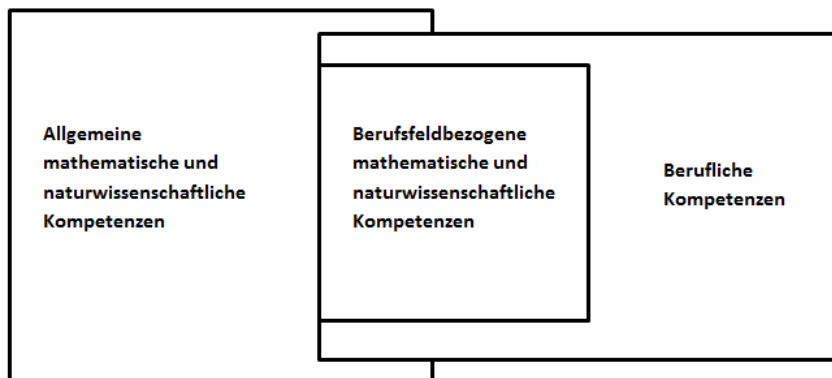 Allgemeine
mathematische und
naturwissenschaftliche
Kompetenzen
Berufsfeldbezogene
mathematische und
naturwissenschaftliche
Kompetenzen
Berufliche
Kompetenzen